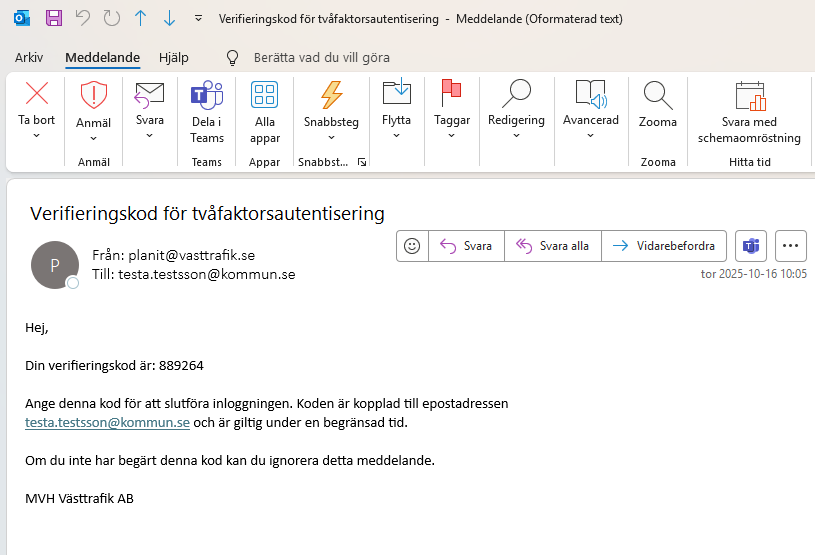 Verifieringskod för tvåfaktorsautentisering - Meddelande (Oformaterad text)
Arkiv Meddelande Hjälp Berätta vad du vill göra
Ta bort Anmäl Svara Dela i Teams Alla appar Snabbsteg Flytta Taggar Redigering Avancerad Zooma Svara med schemaomröstning
Anmäl Teams Appar Snabbst... Zooma Hitta tid
Verifieringskod för tvåfaktorsautentisering
P
Från: planit@vasttrafik.se
Till: testa.testsson@kommun.se
Svara Svara alla Vidarebefordra
tor 2025-10-16 10:05
Hej,
Din verifieringskod är: 889264
Ange denna kod för att slutföra inloggningen. Koden är kopplad till epostadressen
testa.testsson@kommun.se och är giltig under en begränsad tid.
Om du inte har begärt denna kod kan du ignorera detta meddelande.
MVH Västtrafik AB